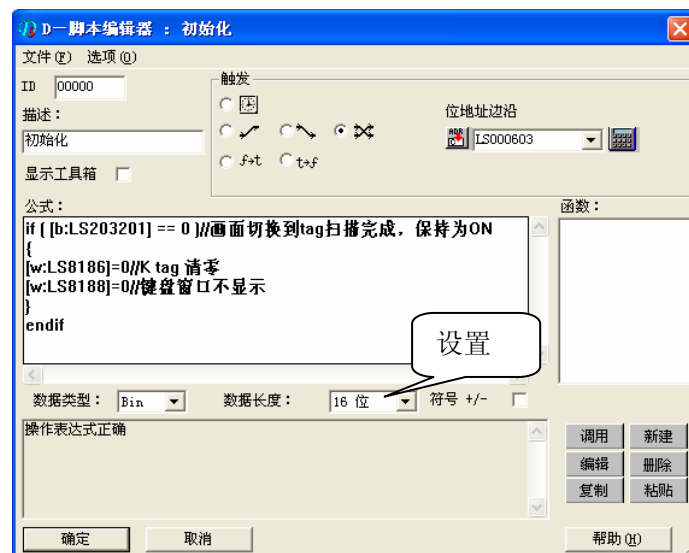 D－脚本编辑器 ： 初始化
文件(F) 选项(O)
ID 00000
触发
描述：
初始化
位地址边沿
LS000603
显示工具箱
f→t t→f
公式：
函数：
if ( [b:LS203201] == 0 )//画面切换到tag扫描完成，保持为ON
{
[w:LS8186]=0//K tag 请零
[w:LS8188]=0//键盘窗口不显示
}
endif
设置
数据类型： Bin 数据长度： 16 位 符号 +/-
操作表达式正确
调用 新建
编辑 删除
复制 粘贴
确定 取消 帮助(H)